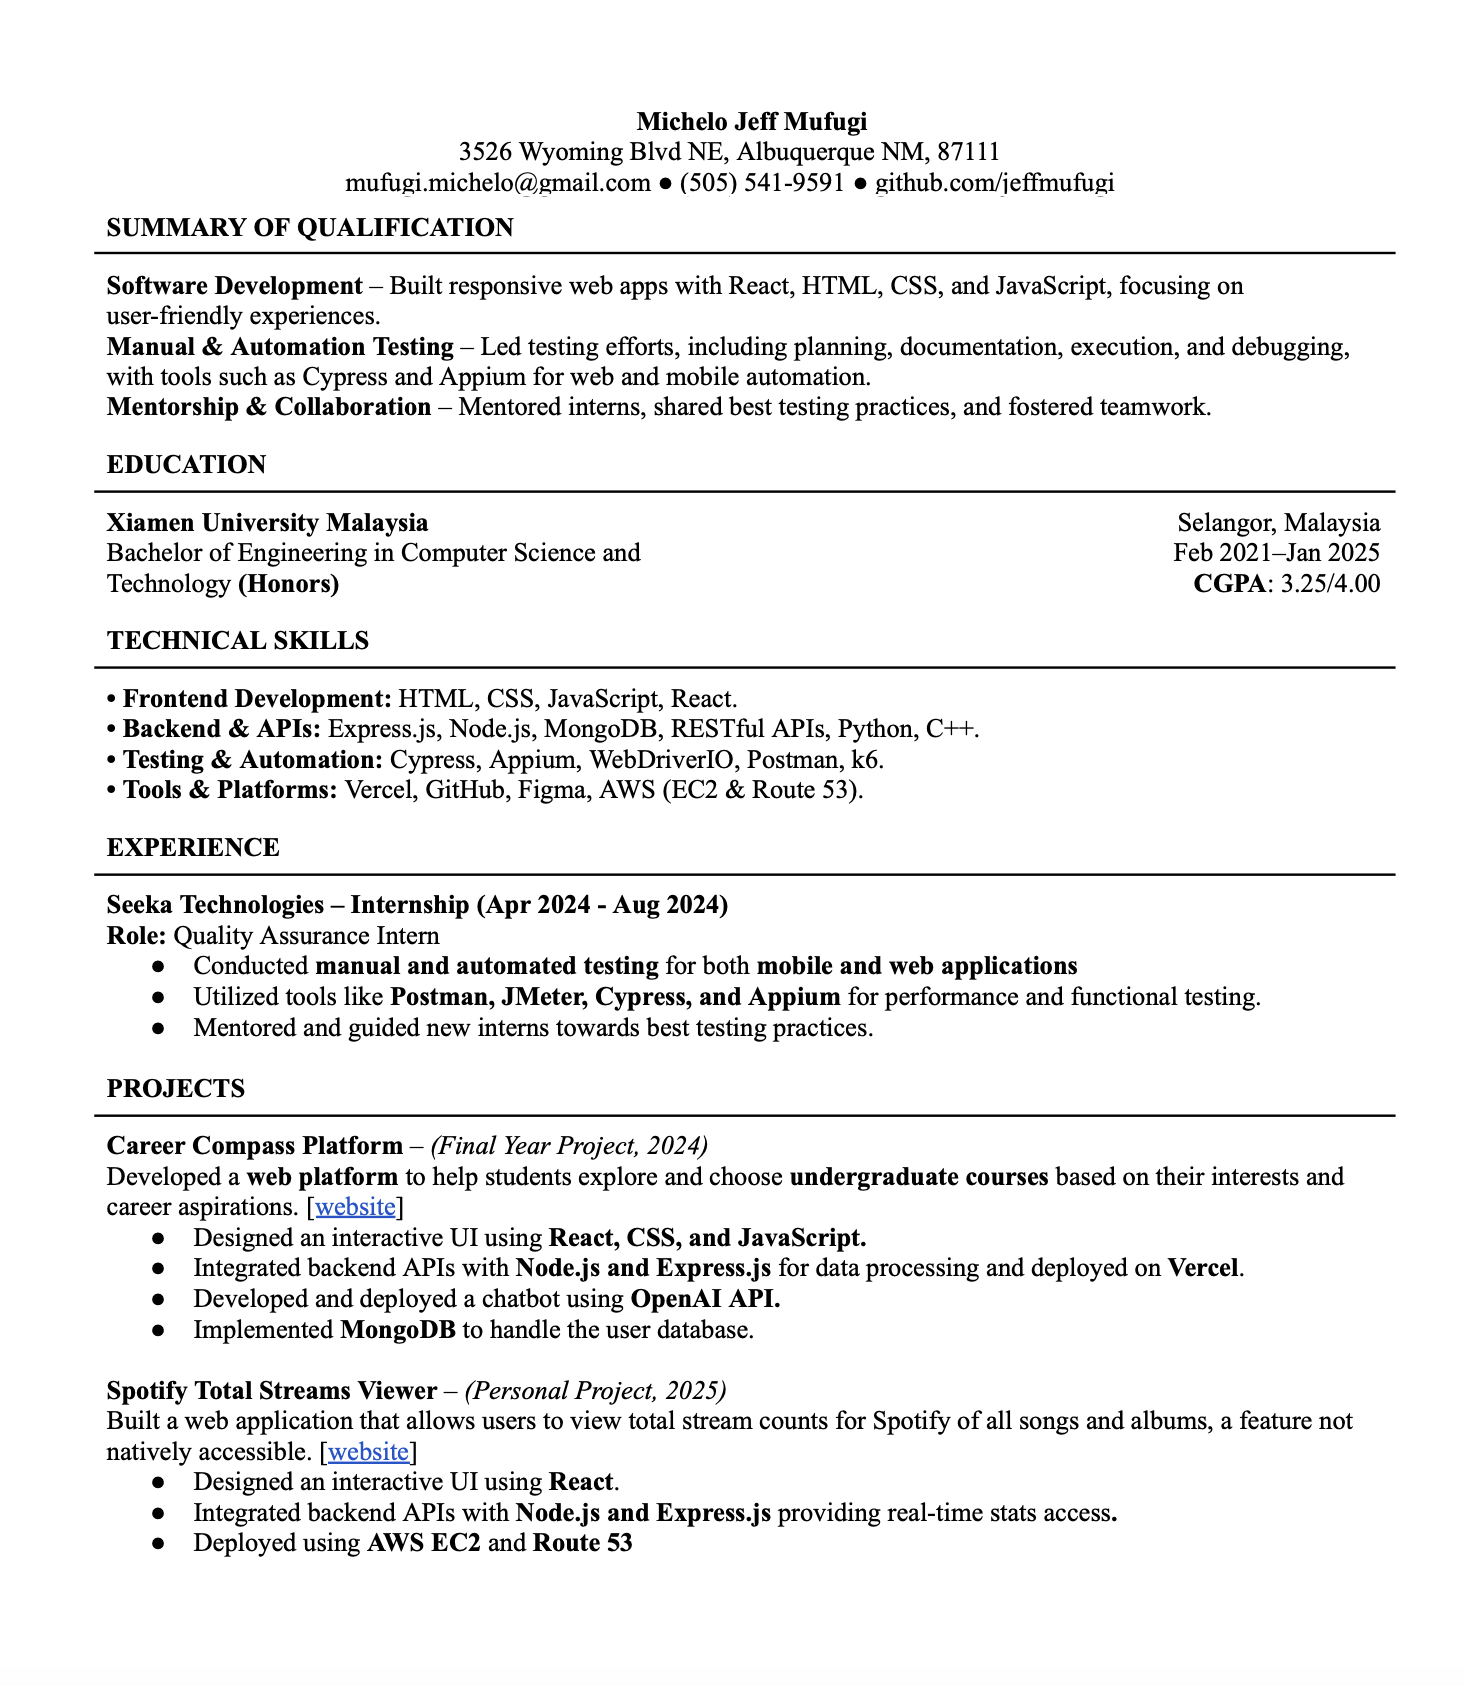 Michelo Jeff Mufugi
3526 Wyoming Blvd NE, Albuquerque NM, 87111
mufugi.michelo@gmail.com ● (505) 541-9591 ● github.com/jeffmufugi
SUMMARY OF QUALIFICATION
Software Development – Built responsive web apps with React, HTML, CSS, and JavaScript, focusing on
user-friendly experiences.
Manual & Automation Testing – Led testing efforts, including planning, documentation, execution, and debugging,
with tools such as Cypress and Appium for web and mobile automation.
Mentorship & Collaboration – Mentored interns, shared best testing practices, and fostered teamwork.
EDUCATION
Xiamen University Malaysia Selangor, Malaysia
Bachelor of Engineering in Computer Science and Feb 2021–Jan 2025
Technology (Honors) CGPA: 3.25/4.00
TECHNICAL SKILLS
• Frontend Development: HTML, CSS, JavaScript, React.
• Backend & APIs: Express.js, Node.js, MongoDB, RESTful APIs, Python, C++.
• Testing & Automation: Cypress, Appium, WebDriverIO, Postman, k6.
• Tools & Platforms: Vercel, GitHub, Figma, AWS (EC2 & Route 53).
EXPERIENCE
Seeka Technologies – Internship (Apr 2024 - Aug 2024)
Role: Quality Assurance Intern
● Conducted manual and automated testing for both mobile and web applications
● Utilized tools like Postman, JMeter, Cypress, and Appium for performance and functional testing.
● Mentored and guided new interns towards best testing practices.
PROJECTS
Career Compass Platform – (Final Year Project, 2024)
Developed a web platform to help students explore and choose undergraduate courses based on their interests and
career aspirations. [website]
● Designed an interactive UI using React, CSS, and JavaScript.
● Integrated backend APIs with Node.js and Express.js for data processing and deployed on Vercel.
● Developed and deployed a chatbot using OpenAI API.
● Implemented MongoDB to handle the user database.
Spotify Total Streams Viewer – (Personal Project, 2025)
Built a web application that allows users to view total stream counts for Spotify of all songs and albums, a feature not
natively accessible. [website]
● Designed an interactive UI using React.
● Integrated backend APIs with Node.js and Express.js providing real-time stats access.
● Deployed using AWS EC2 and Route 53